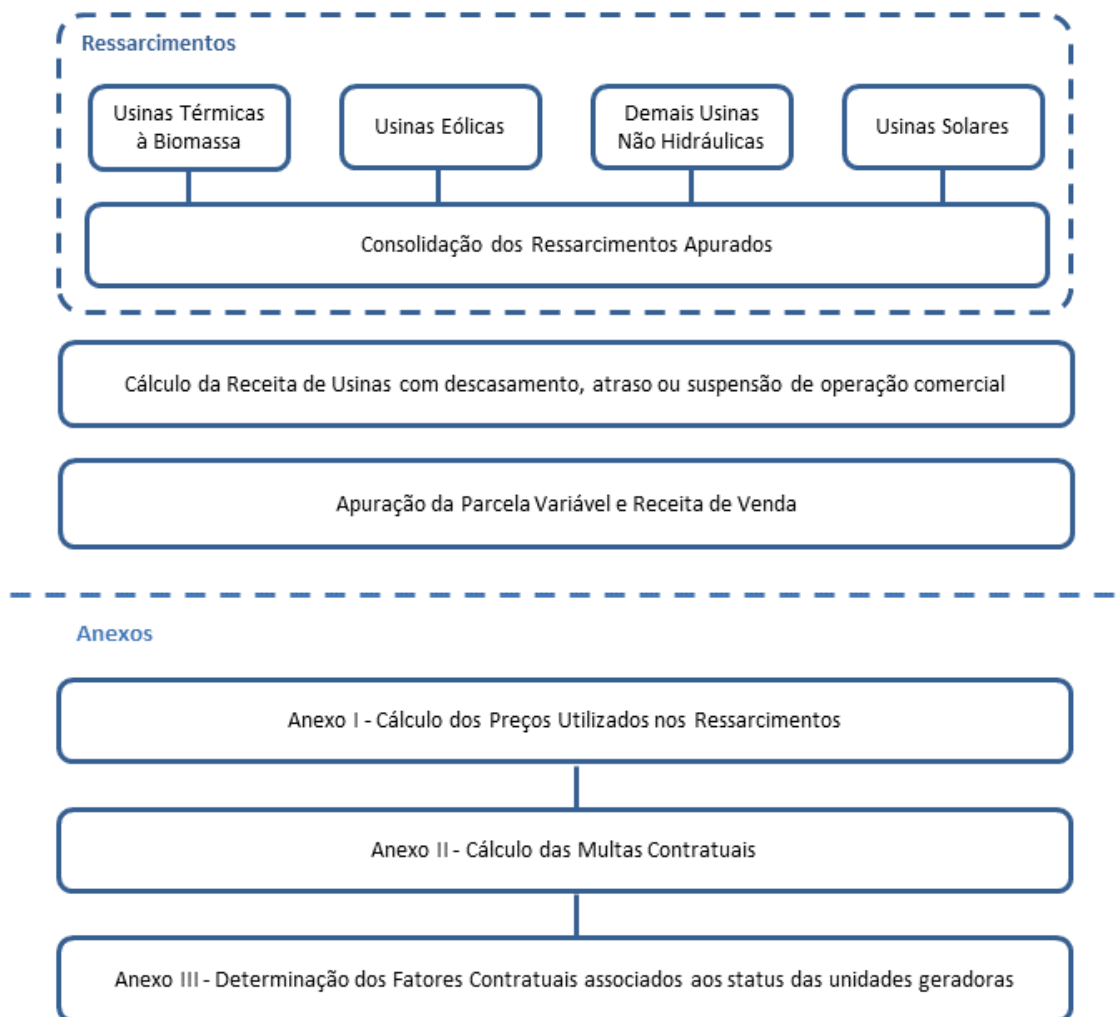 Ressarcimentos
Usinas Térmicas
à Biomassa
Usinas Eólicas
Demais Usinas
Não Hidráulicas
Usinas Solares
Consolidação dos Ressarcimentos Apurados
Cálculo da Receita de Usinas com descasamento, atraso ou suspensão de operação comercial
Apuração da Parcela Variável e Receita de Venda
Anexos
Anexo I - Cálculo dos Preços Utilizados nos Ressarcimentos
Anexo II - Cálculo das Multas Contratuais
Anexo III - Determinação dos Fatores Contratuais associados aos status das unidades geradoras